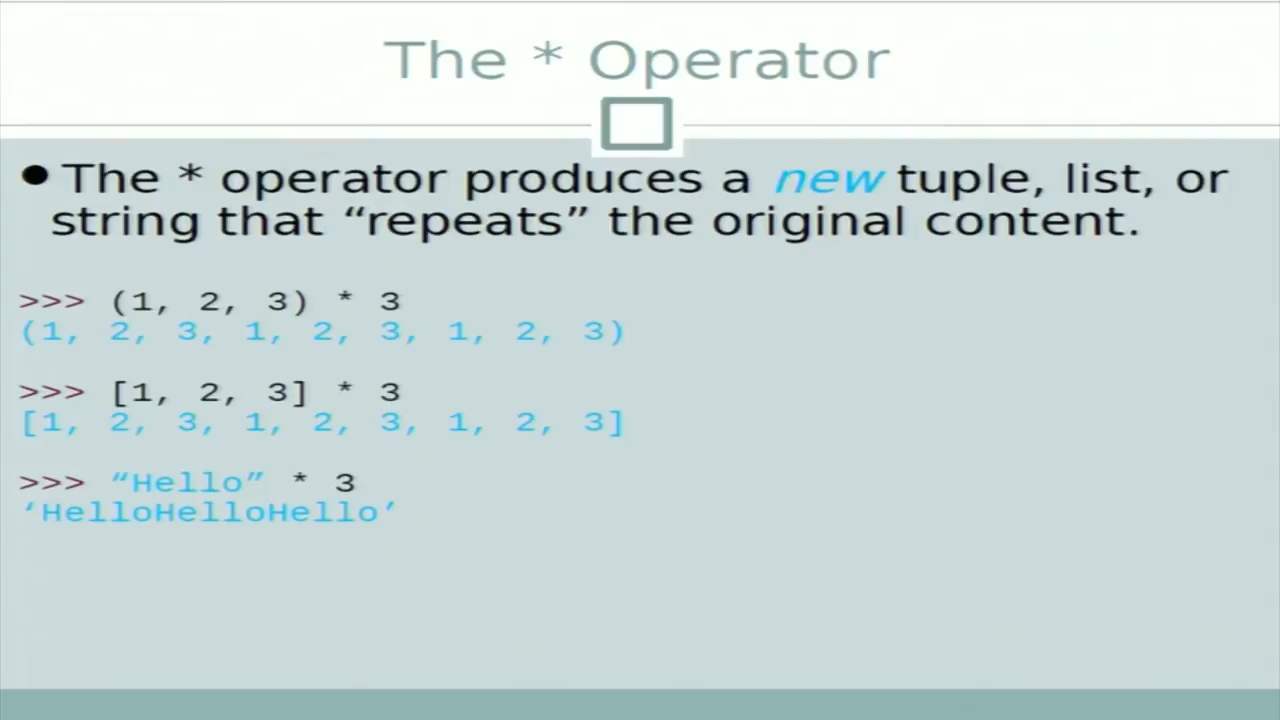 The * Operator
● The * operator produces a new tuple, list, or
string that “repeats” the original content.
>>> (1, 2, 3) * 3
(1, 2, 3, 1, 2, 3, 1, 2, 3)
>>> [1, 2, 3] * 3
[1, 2, 3, 1, 2, 3, 1, 2, 3]
>>> “Hello” * 3
‘HelloHelloHello’